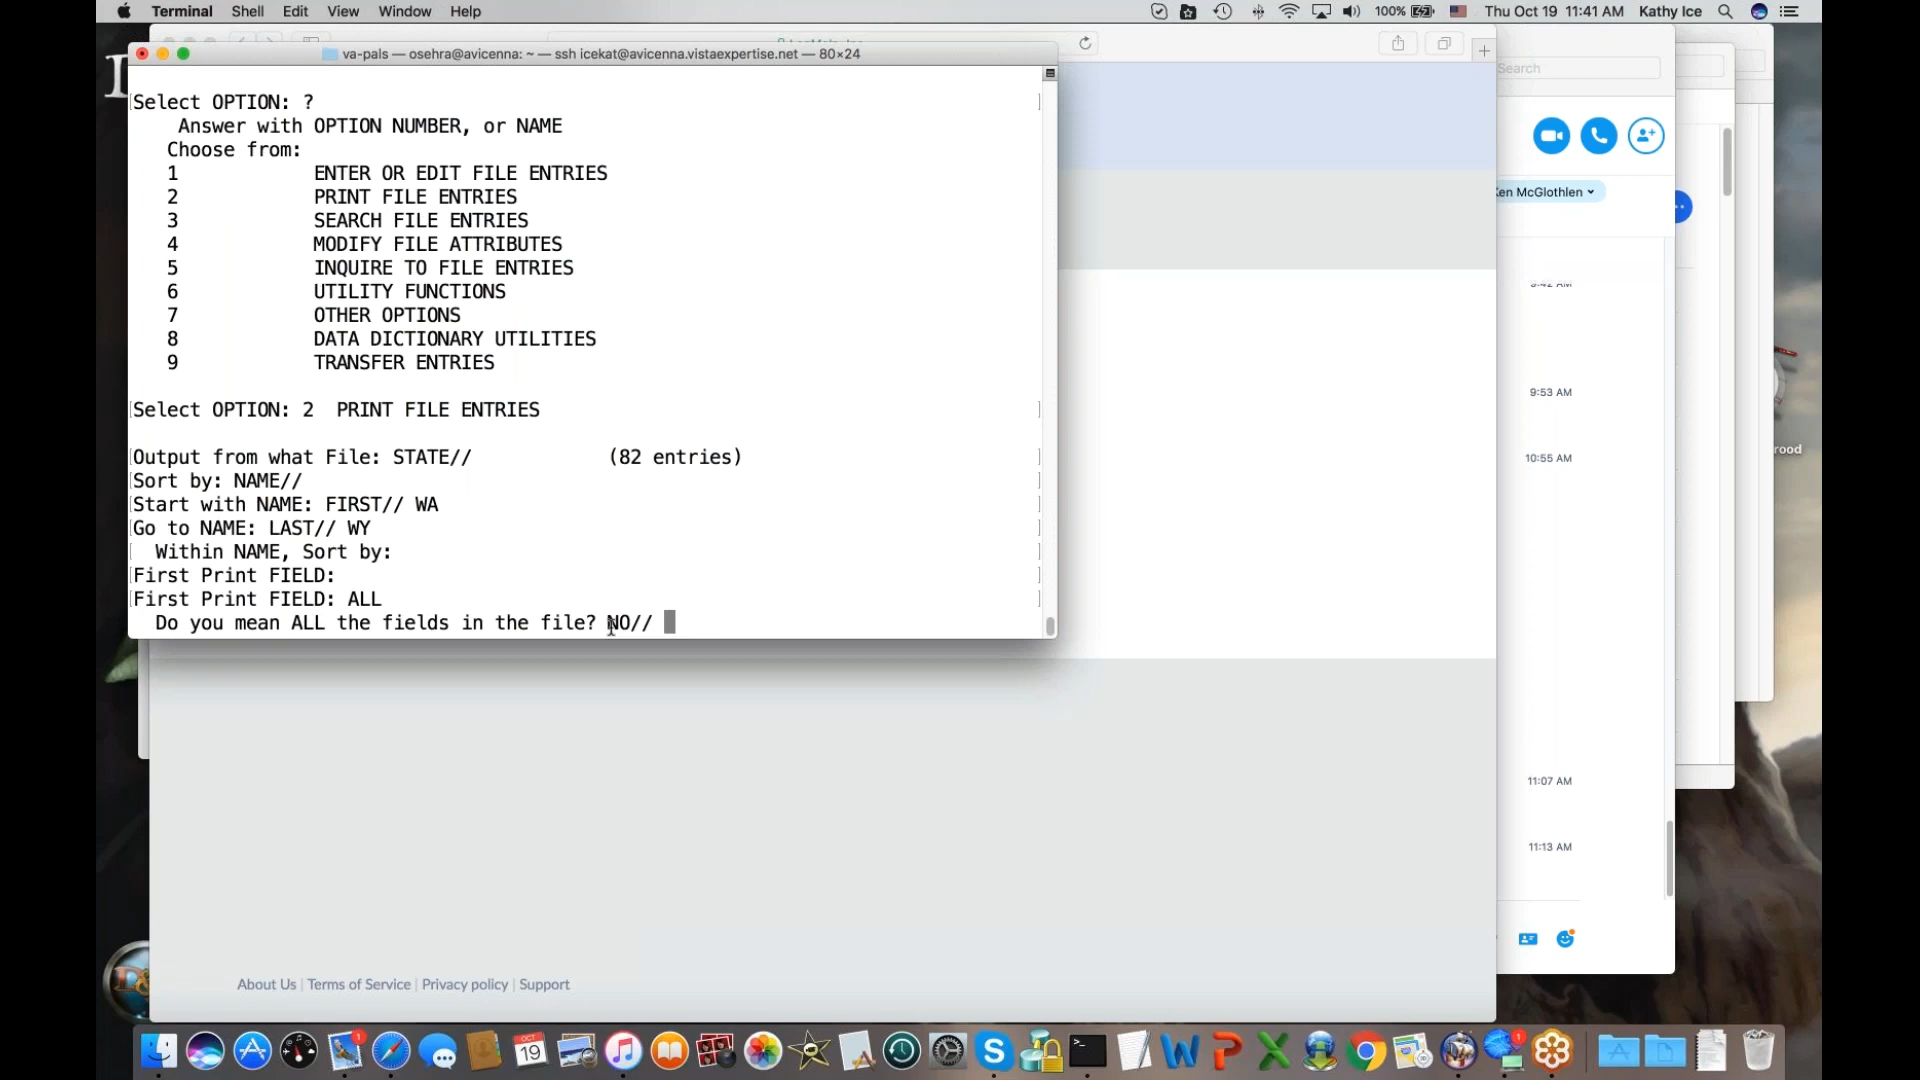 Terminal Shell Edit View Window Help 100% Thu Oct 19 11:41 AM Kathy Ice
va-pals — osehra@avicenna: ~ — ssh icekat@avicenna.vistaexpertise.net — 80×24
Search
Select OPTION: ?
Answer with OPTION NUMBER, or NAME
Choose from:
1 ENTER OR EDIT FILE ENTRIES
2 PRINT FILE ENTRIES
3 SEARCH FILE ENTRIES
4 MODIFY FILE ATTRIBUTES
5 INQUIRE TO FILE ENTRIES
6 UTILITY FUNCTIONS
7 OTHER OPTIONS
8 DATA DICTIONARY UTILITIES
9 TRANSFER ENTRIES
Select OPTION: 2 PRINT FILE ENTRIES
Output from what File: STATE// (82 entries)
Sort by: NAME//
Start with NAME: FIRST// WA
Go to NAME: LAST// WY
Within NAME, Sort by:
First Print FIELD:
First Print FIELD: ALL
Do you mean ALL the fields in the file? NO//
Ken McGlothlen
9:53 AM
rood
10:55 AM
11:07 AM
11:13 AM
About Us | Terms of Service | Privacy policy | Support
OCT
19
1
1